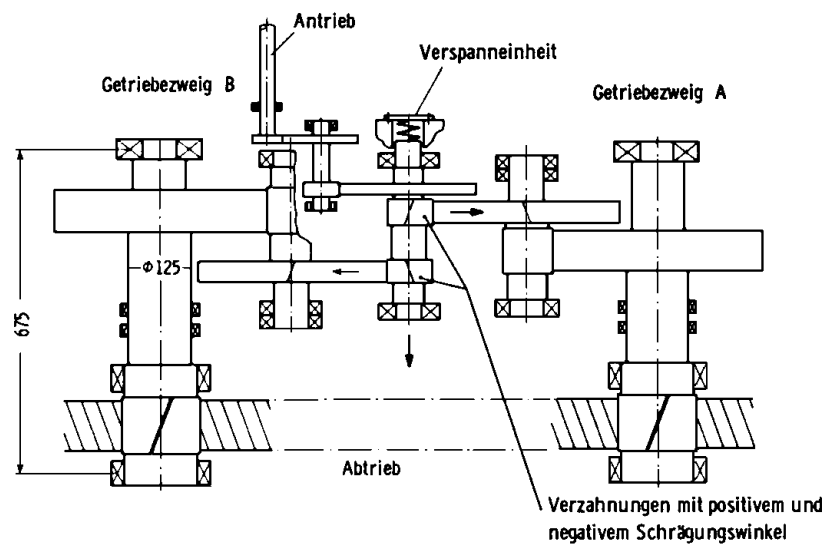 Antrieb
Verspanneinheit
Getriebezweig B
Getriebezweig A
Φ125
675
Abtrieb
Verzahnungen mit positivem und
negativem Schrägungswinkel